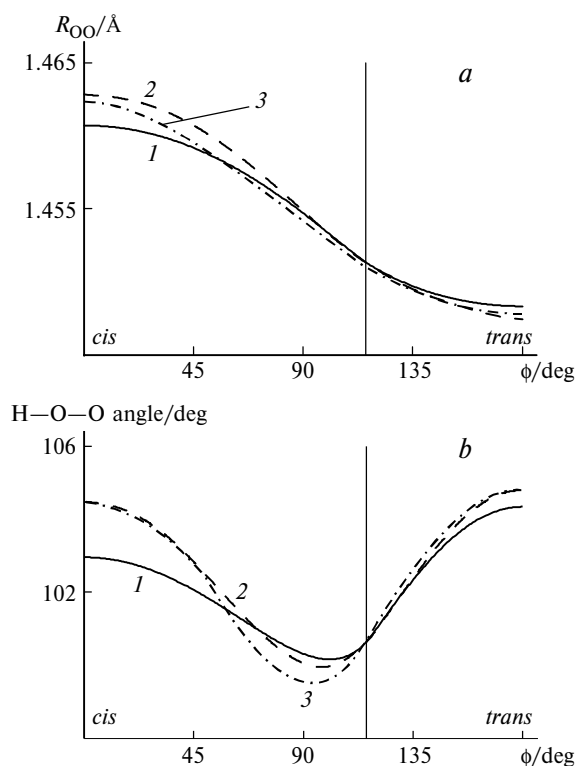 R_OO/Å
1.465
a
2
3
1
1.455
cis
trans
45
90
135
ϕ/deg
H—O—O angle/deg
106
b
1
2
102
3
cis
trans
45
90
135
ϕ/deg